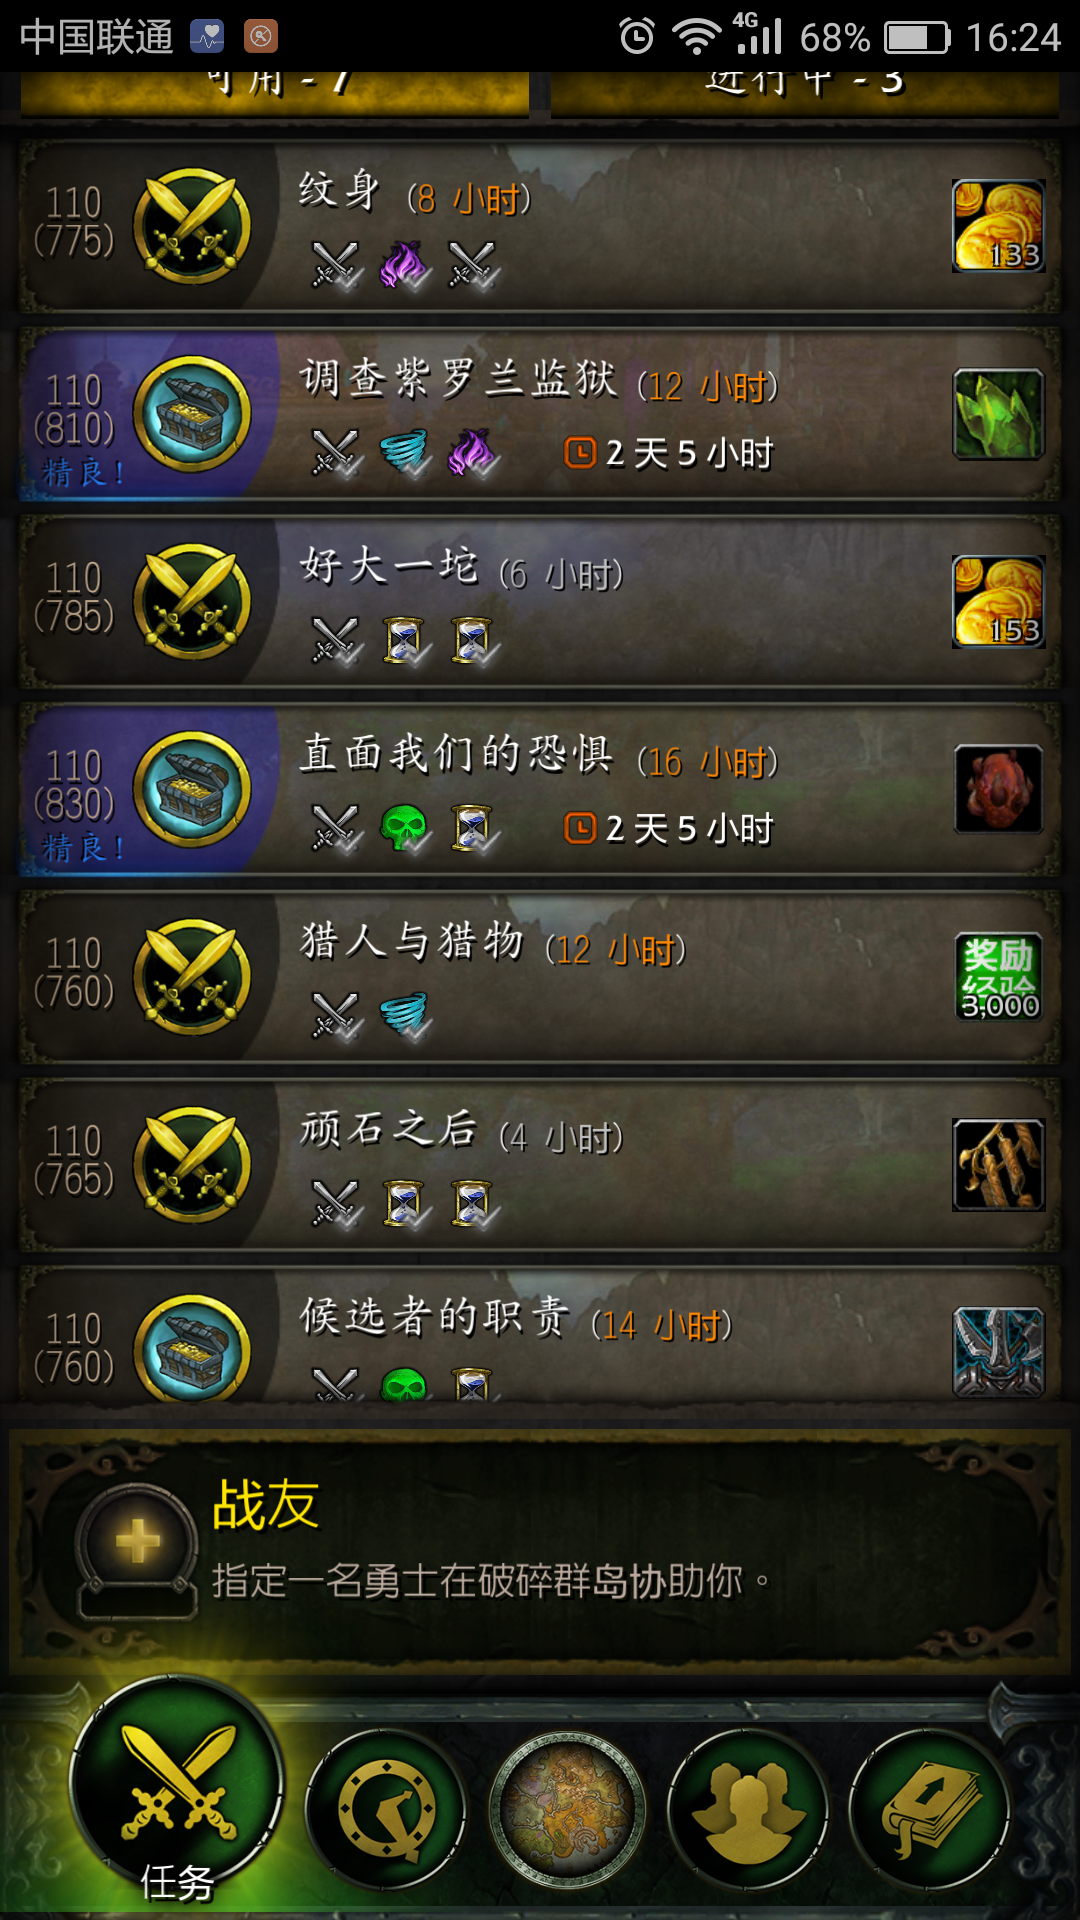 中国联通 4G 68% 16:24
可用 - 7 进行中 - 3
110 纹身 (8 小时)
(775) 133
110 调查紫罗兰监狱 (12 小时)
(810) 2 天 5 小时
精良!
110 好大一坨 (6 小时)
(785) 153
110 直面我们的恐惧 (16 小时)
(830) 2 天 5 小时
精良!
110 猎人与猎物 (12 小时) 奖励
(760) 经验
3,000
110 顽石之后 (4 小时)
(765)
110 候选者的职责 (14 小时)
(760)
战友
指定一名勇士在破碎群岛协助你。
任务